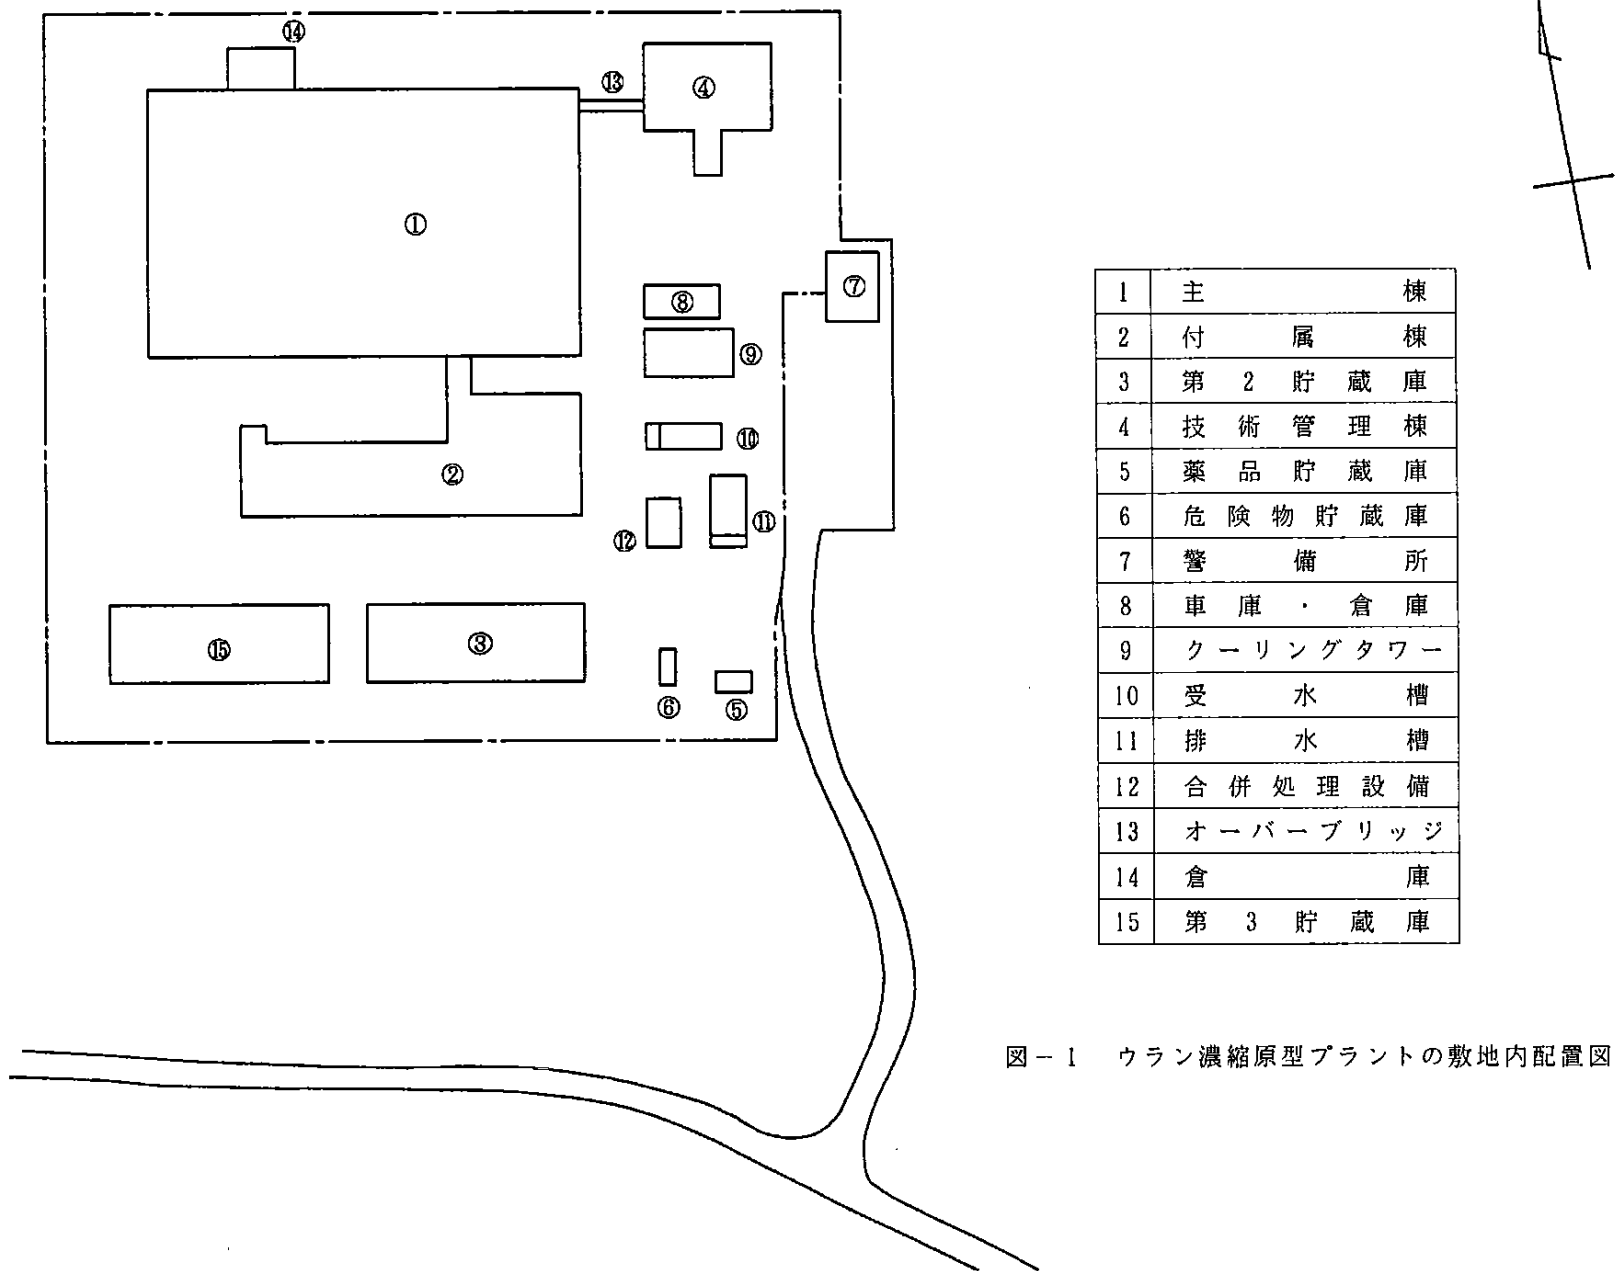 ⑭
⑬
④
①
⑦
⑧
⑨
⑩
②
⑪
⑫
⑮
③
⑥
⑤
1 主棟
2 付属棟
3 第2貯蔵庫
4 技術管理棟
5 薬品貯蔵庫
6 危険物貯蔵庫
7 警備所
8 車庫・倉庫
9 クーリングタワー
10 受水槽
11 排水槽
12 合併処理設備
13 オーバーブリッジ
14 倉庫
15 第3貯蔵庫
図-1 ウラン濃縮原型プラントの敷地内配置図